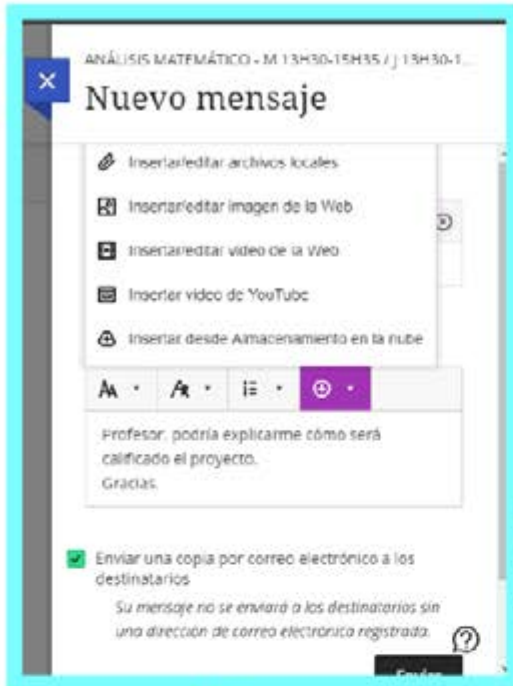 ANÁLISIS MATEMÁTICO - M 13H30-15H35 / J 13H30-1...
Nuevo mensaje
Insertar/editar archivos locales
Insertar/editar imagen de la Web
Insertar/editar video de la Web
Insertar video de YouTube
Insertar desde Almacenamiento en la nube
Profesor, podría explicarme cómo será
calificado el proyecto.
Gracias.
Enviar una copia por correo electrónico a los
destinatarios
Su mensaje no se enviará a los destinatarios sin
una dirección de correo electrónica registrada.
Enviar